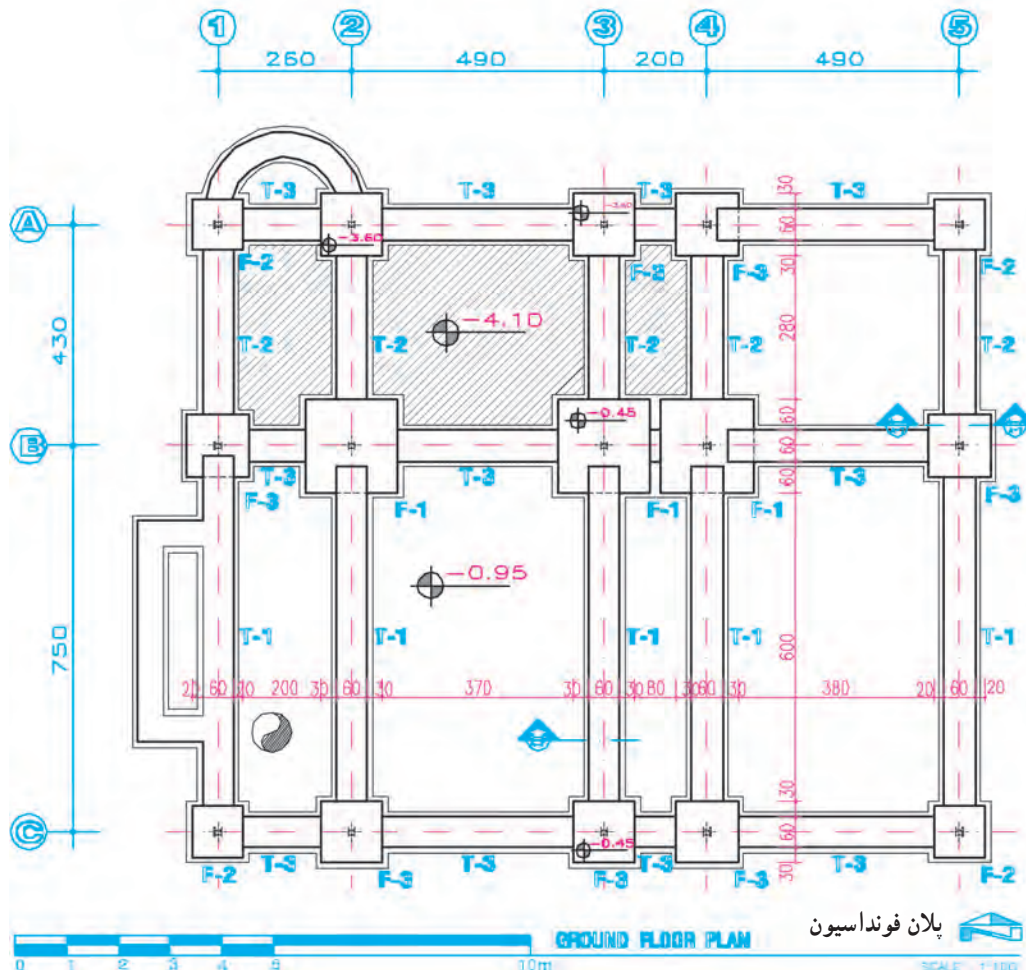 1 2 3 4 5
260 490 200 490
T-3 T-3 T-3 T-3
A
-3.60
-3.60
30
60
30
F-2 F-3 F-3 F-2
-4.10
430
T-2 T-2 T-2 T-2 T-2
280
-0.45
60
60
60
B
T-3 T-3 T-3
F-3 F-1 F-1 F-1 F-3
-0.95
750
T-1 T-1 T-1 T-1 T-1
600
20 60 20 200 30 60 30 370 30 60 30 80 30 60 30 380 20 60 20
30
60
30
C
-0.45
T-3 T-3 T-3 T-3
F-2 F-3 F-3 F-3 F-2
پلان فونداسیون
GROUND FLOOR PLAN
0 1 2 3 4 5 10m
SCALE 1:100